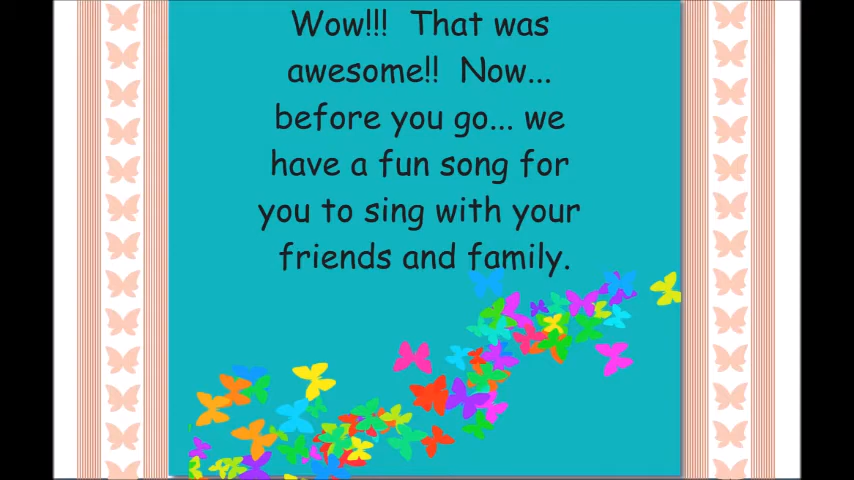 Wow!!!  That was
awesome!!  Now...
before you go... we
have a fun song for
you to sing with your
friends and family.